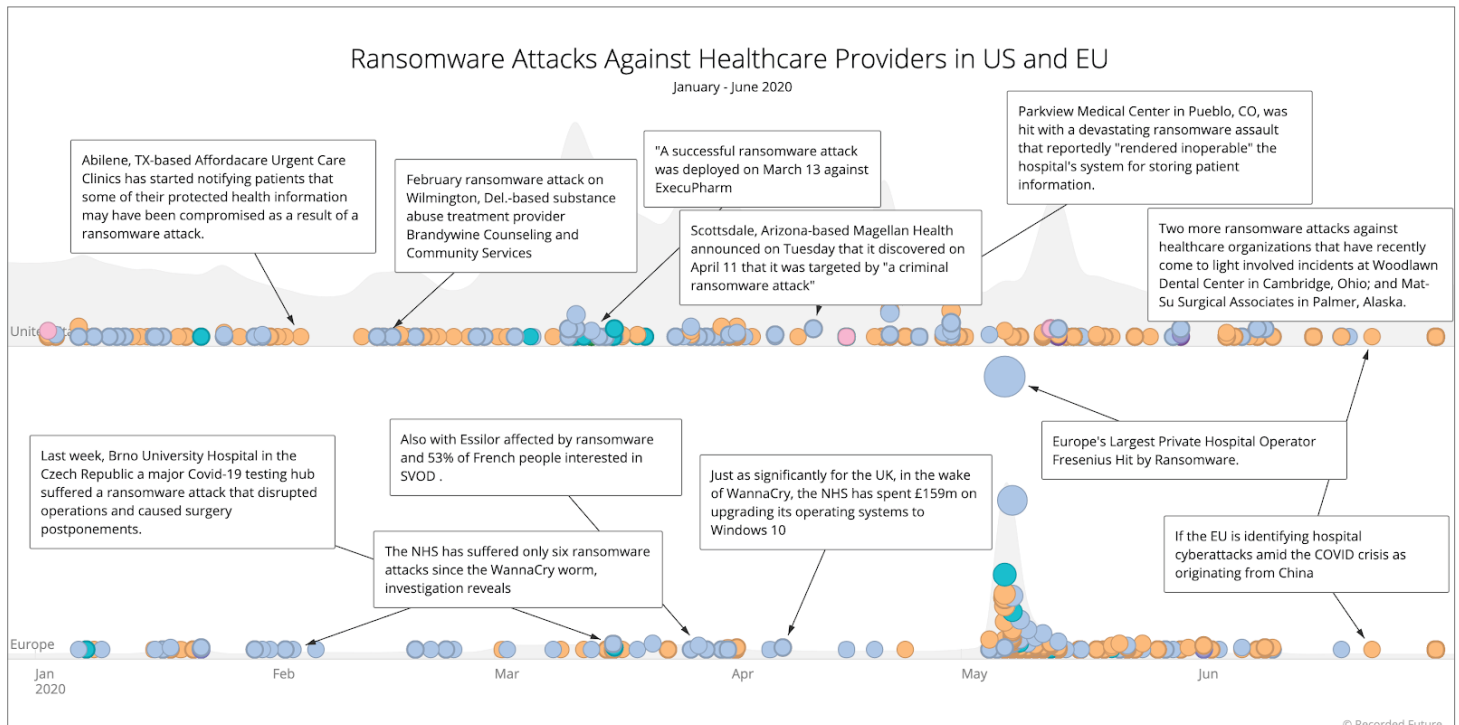 Ransomware Attacks Against Healthcare Providers in US and EU
January - June 2020
Parkview Medical Center in Pueblo, CO, was
hit with a devastating ransomware assault
that reportedly "rendered inoperable" the
hospital's system for storing patient
information.
Abilene, TX-based Affordacare Urgent Care
Clinics has started notifying patients that
some of their protected health information
may have been compromised as a result of a
ransomware attack.
February ransomware attack on
Wilmington, Del.-based substance
abuse treatment provider
Brandywine Counseling and
Community Services
"A successful ransomware attack
was deployed on March 13 against
ExecuPharm
Scottsdale, Arizona-based Magellan Health
announced on Tuesday that it discovered on
April 11 that it was targeted by "a criminal
ransomware attack"
Two more ransomware attacks against
healthcare organizations that have recently
come to light involved incidents at Woodlawn
Dental Center in Cambridge, Ohio; and Mat-
Su Surgical Associates in Palmer, Alaska.
Europe's Largest Private Hospital Operator
Fresenius Hit by Ransomware.
Last week, Brno University Hospital in the
Czech Republic a major Covid-19 testing hub
suffered a ransomware attack that disrupted
operations and caused surgery
postponements.
Also with Essilor affected by ransomware
and 53% of French people interested in
SVOD .
The NHS has suffered only six ransomware
attacks since the WannaCry worm,
investigation reveals
Just as significantly for the UK, in the wake
of WannaCry, the NHS has spent £159m on
upgrading its operating systems to
Windows 10
If the EU is identifying hospital
cyberattacks amid the COVID crisis as
originating from China
Europe
Jan
2020
Feb
Mar
Apr
May
Jun
© Recorded Future